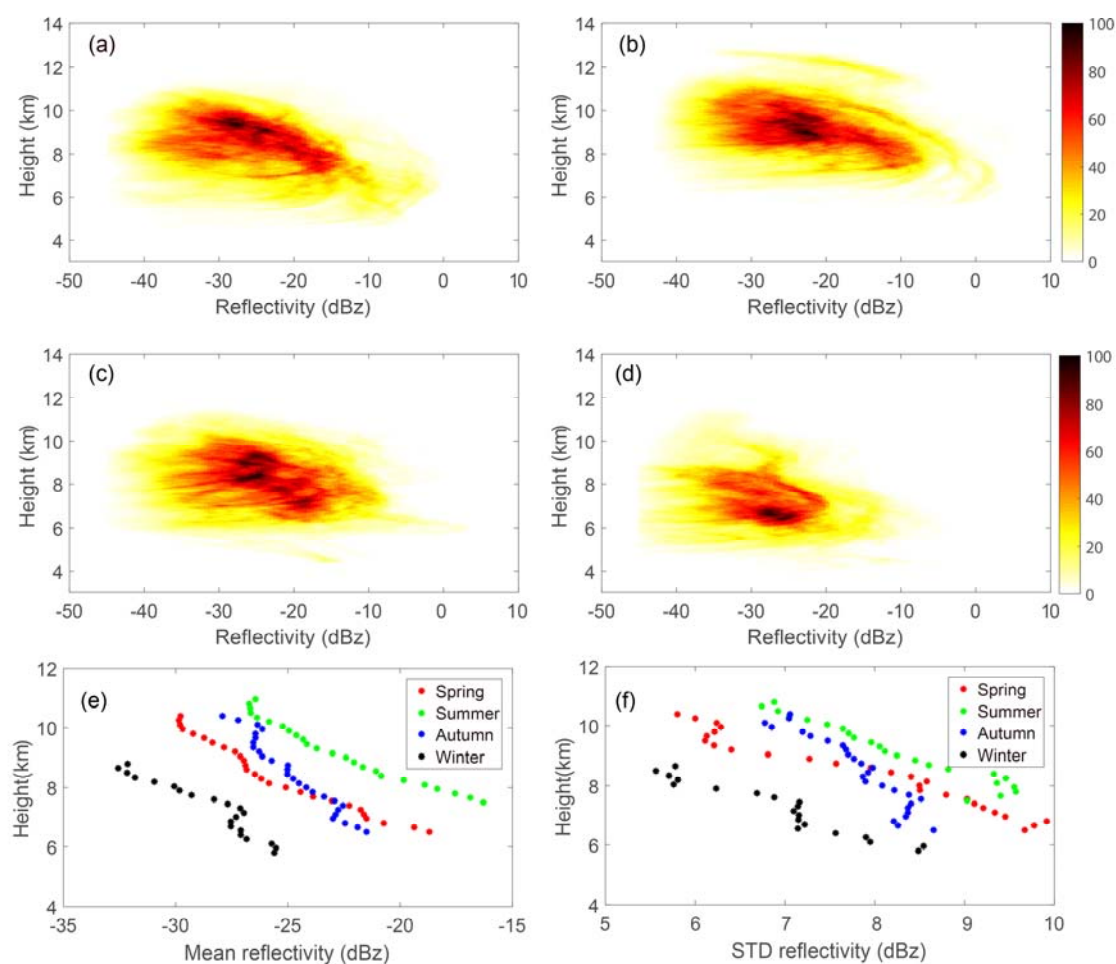 (a)
14
12
10
8
6
4
Height (km)
-50 -40 -30 -20 -10 0 10
Reflectivity (dBz)
(b)
14
12
10
8
6
4
Height (km)
-50 -40 -30 -20 -10 0 10
Reflectivity (dBz)
100
80
60
40
20
0
(c)
14
12
10
8
6
4
Height (km)
-50 -40 -30 -20 -10 0 10
Reflectivity (dBz)
(d)
14
12
10
8
6
4
Height (km)
-50 -40 -30 -20 -10 0 10
Reflectivity (dBz)
100
80
60
40
20
0
(e)
12
10
8
6
4
Height(km)
Spring
Summer
Autumn
Winter
-35 -30 -25 -20 -15
Mean reflectivity (dBz)
(f)
12
10
8
6
4
Height(km)
Spring
Summer
Autumn
Winter
5 6 7 8 9 10
STD reflectivity (dBz)